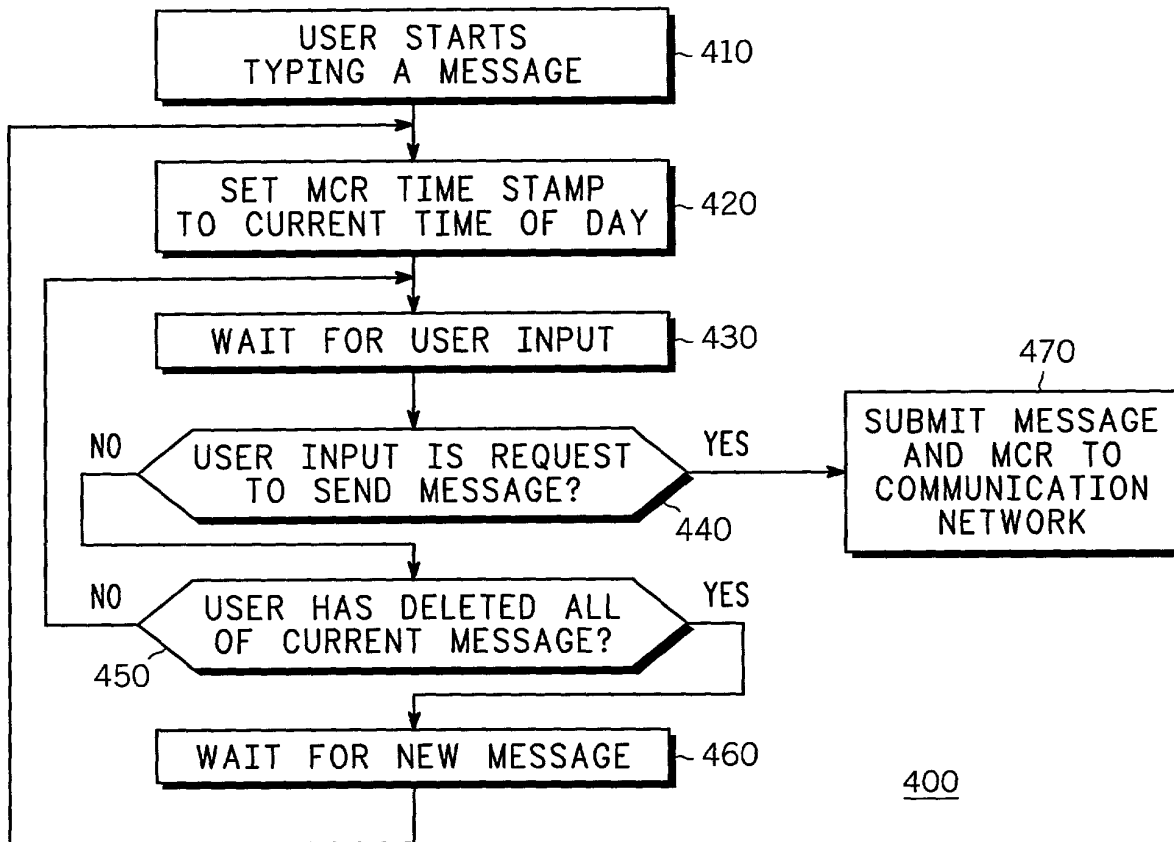 USER STARTS
TYPING A MESSAGE
410
SET MCR TIME STAMP
TO CURRENT TIME OF DAY
420
WAIT FOR USER INPUT
430
NO
USER INPUT IS REQUEST
TO SEND MESSAGE?
YES
440
470
SUBMIT MESSAGE
AND MCR TO
COMMUNICATION
NETWORK
NO
USER HAS DELETED ALL
OF CURRENT MESSAGE?
YES
450
WAIT FOR NEW MESSAGE
460
400